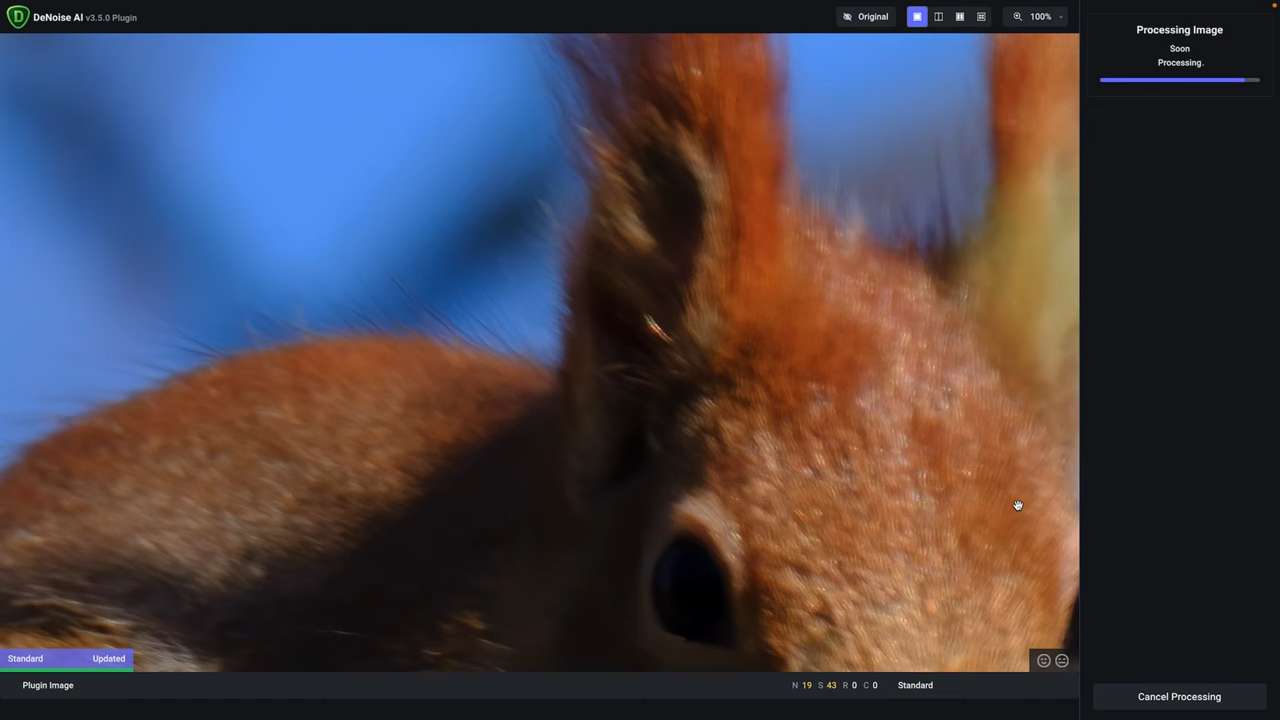 DeNoise AI v3.5.0 Plugin
Original
100%
Processing Image
Soon
Processing.
Standard Updated
Plugin Image
N 19 S 43 R 0 C 0 Standard
Cancel Processing